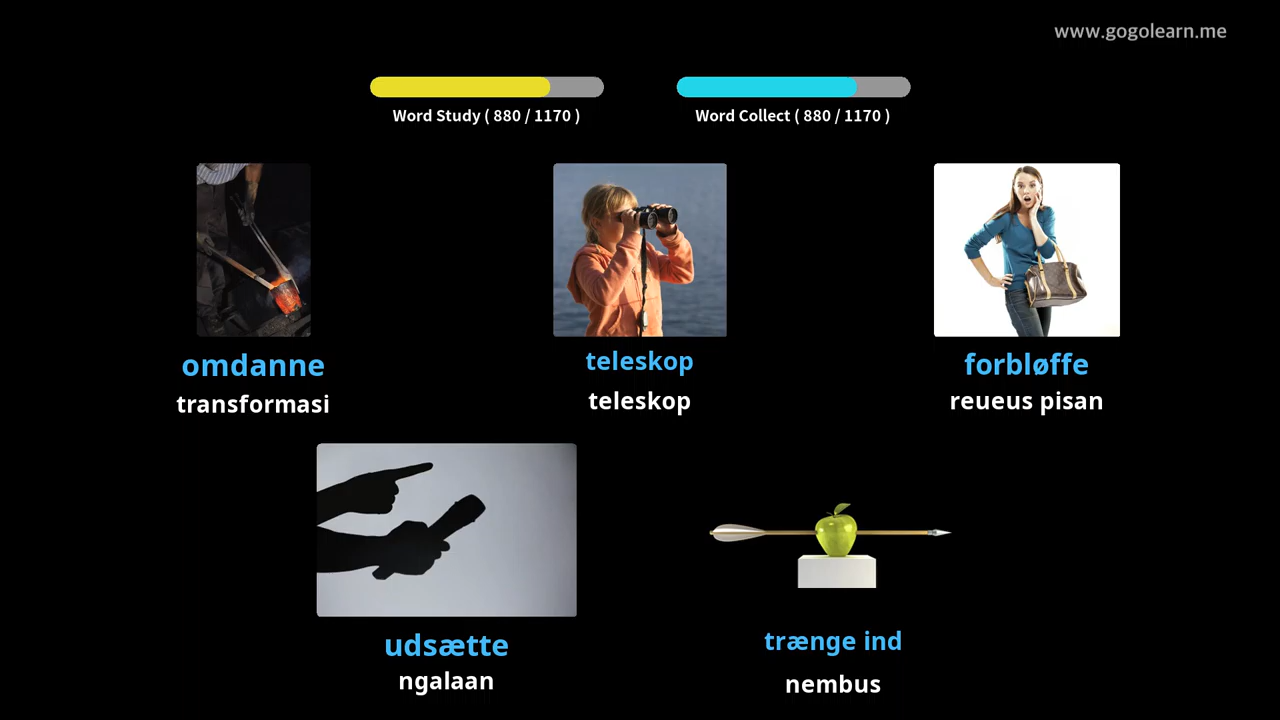 www.gogolearn.me
Word Study ( 880 / 1170 )
Word Collect ( 880 / 1170 )
omdanne
transformasi
teleskop
teleskop
forbløffe
reueus pisan
udsætte
ngalaan
trænge ind
nembus